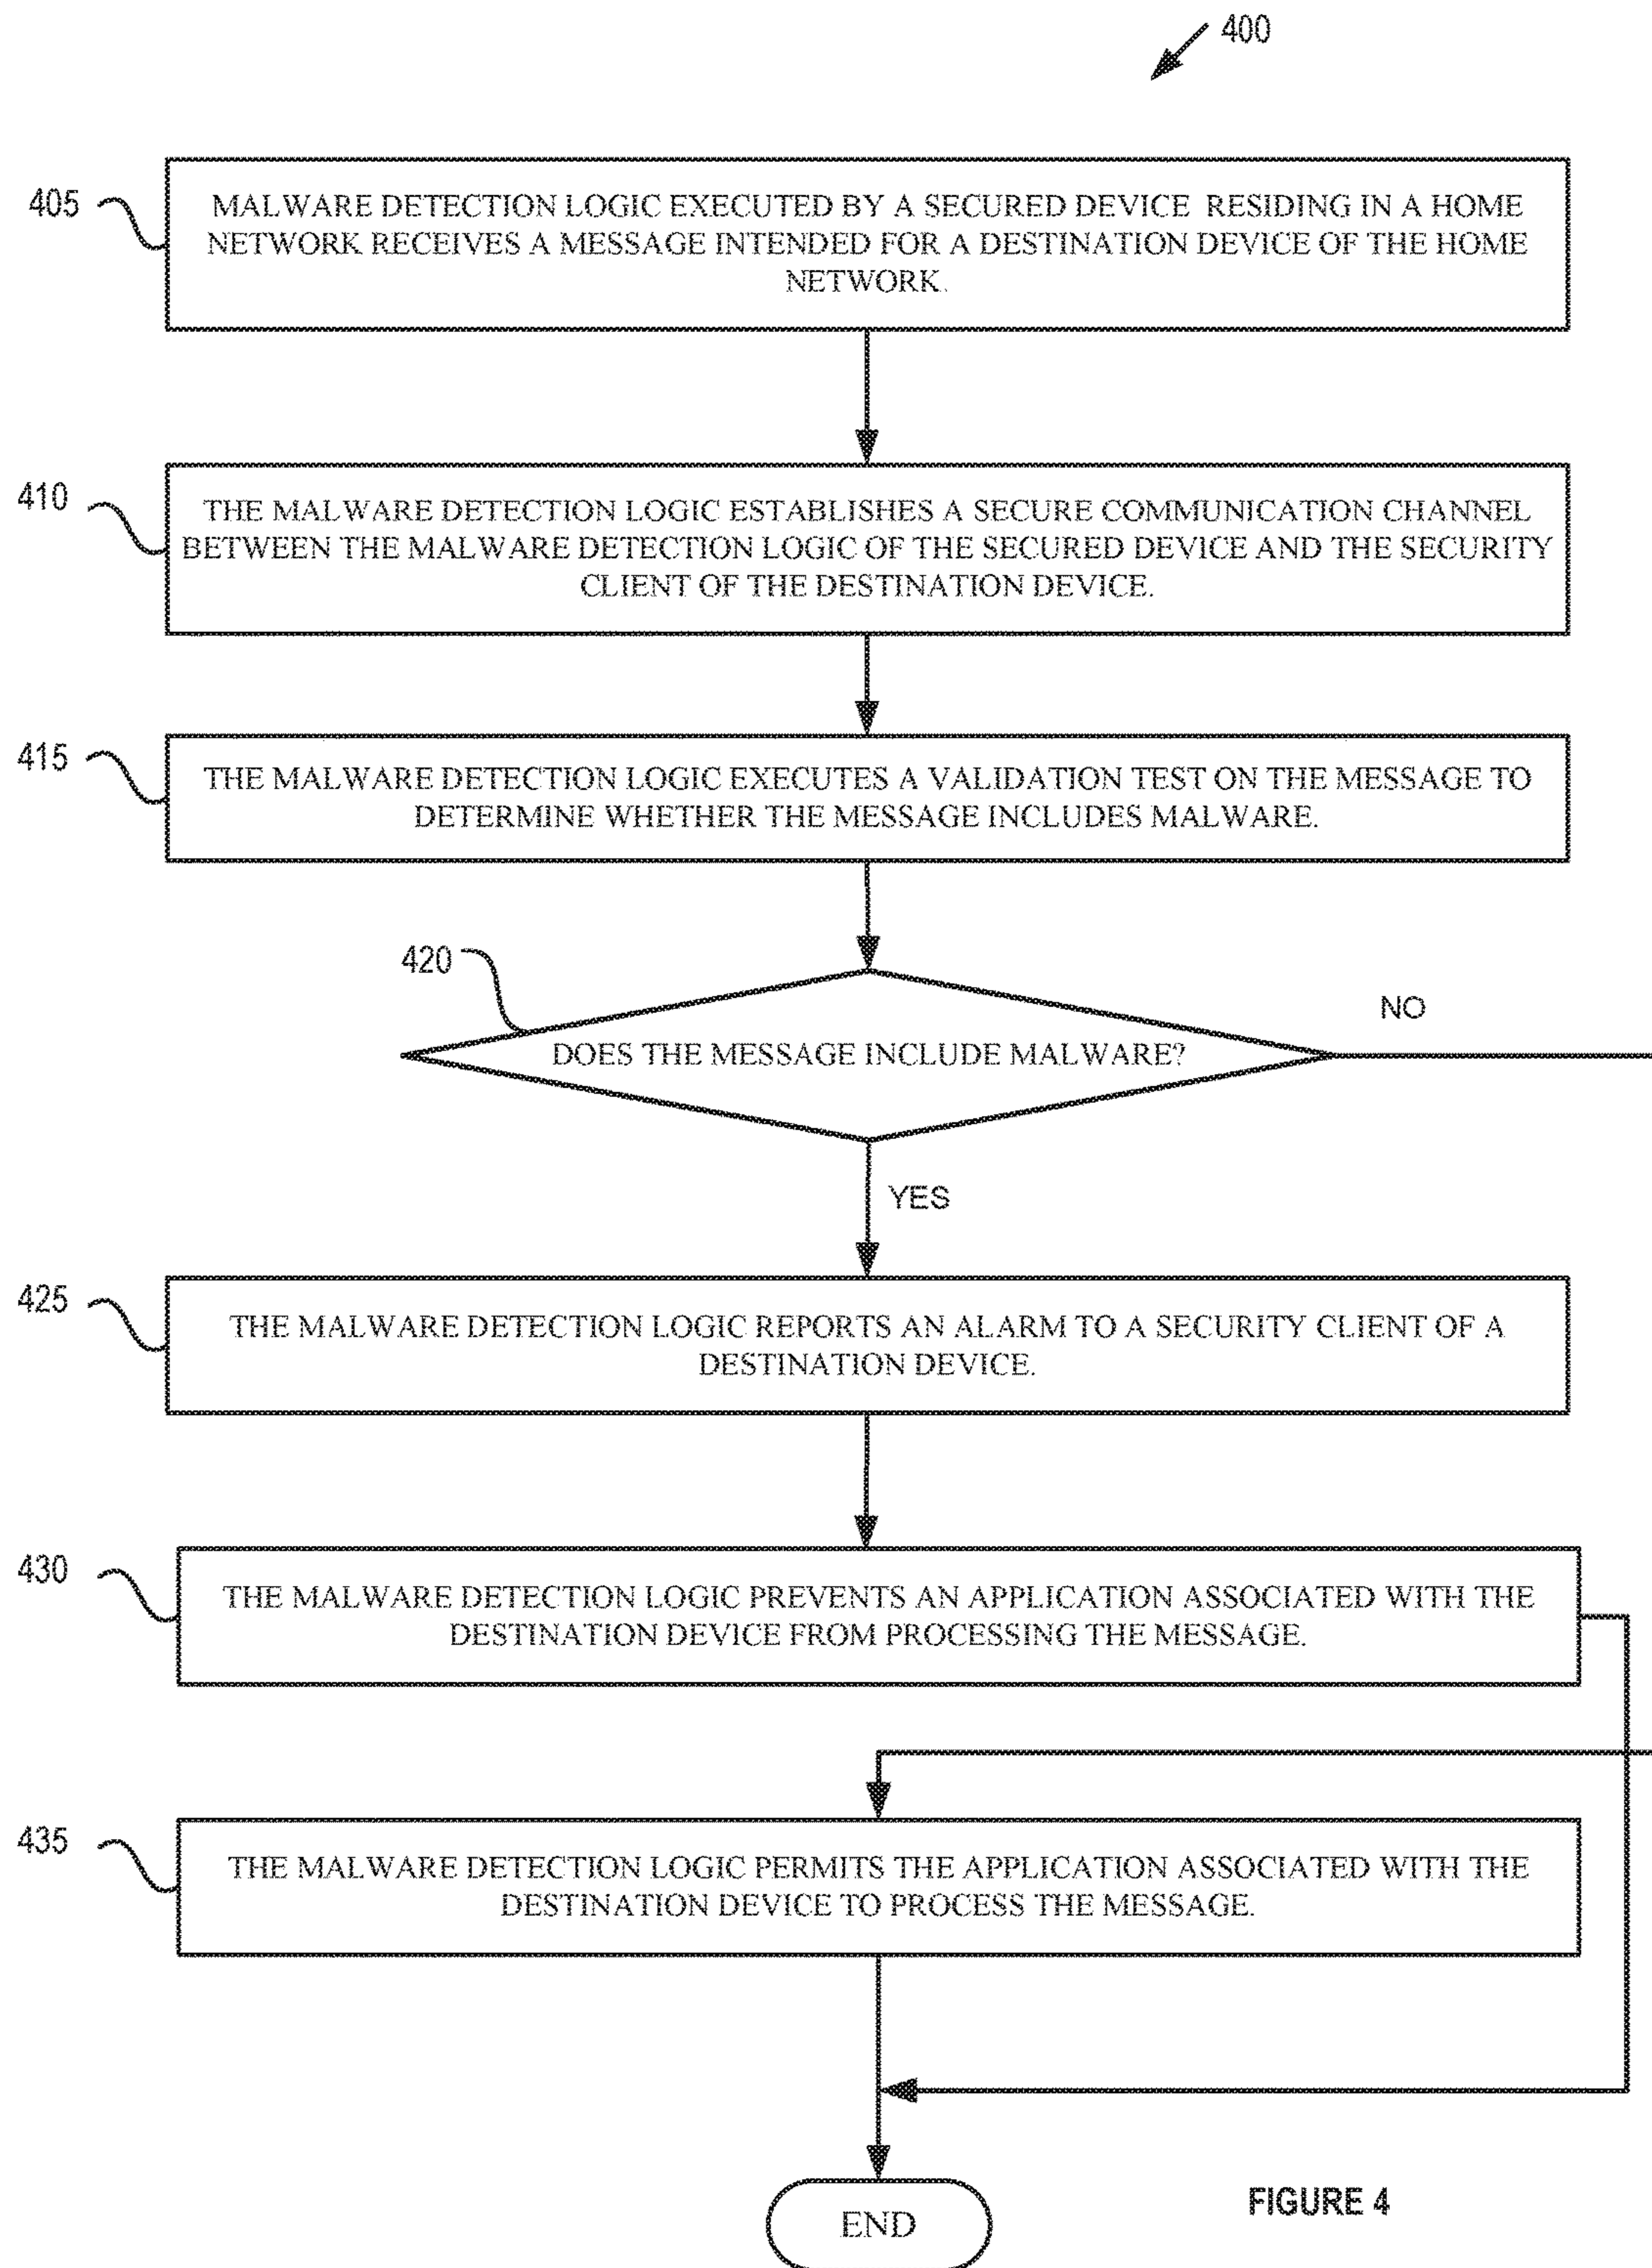 400
405
MALWARE DETECTION LOGIC EXECUTED BY A SECURED DEVICE RESIDING IN A HOME
NETWORK RECEIVES A MESSAGE INTENDED FOR A DESTINATION DEVICE OF THE HOME
NETWORK.
410
THE MALWARE DETECTION LOGIC ESTABLISHES A SECURE COMMUNICATION CHANNEL
BETWEEN THE MALWARE DETECTION LOGIC OF THE SECURED DEVICE AND THE SECURITY
CLIENT OF THE DESTINATION DEVICE.
415
THE MALWARE DETECTION LOGIC EXECUTES A VALIDATION TEST ON THE MESSAGE TO
DETERMINE WHETHER THE MESSAGE INCLUDES MALWARE.
420
NO
DOES THE MESSAGE INCLUDE MALWARE?
YES
425
THE MALWARE DETECTION LOGIC REPORTS AN ALARM TO A SECURITY CLIENT OF A
DESTINATION DEVICE.
430
THE MALWARE DETECTION LOGIC PREVENTS AN APPLICATION ASSOCIATED WITH THE
DESTINATION DEVICE FROM PROCESSING THE MESSAGE.
435
THE MALWARE DETECTION LOGIC PERMITS THE APPLICATION ASSOCIATED WITH THE
DESTINATION DEVICE TO PROCESS THE MESSAGE.
END
FIGURE 4